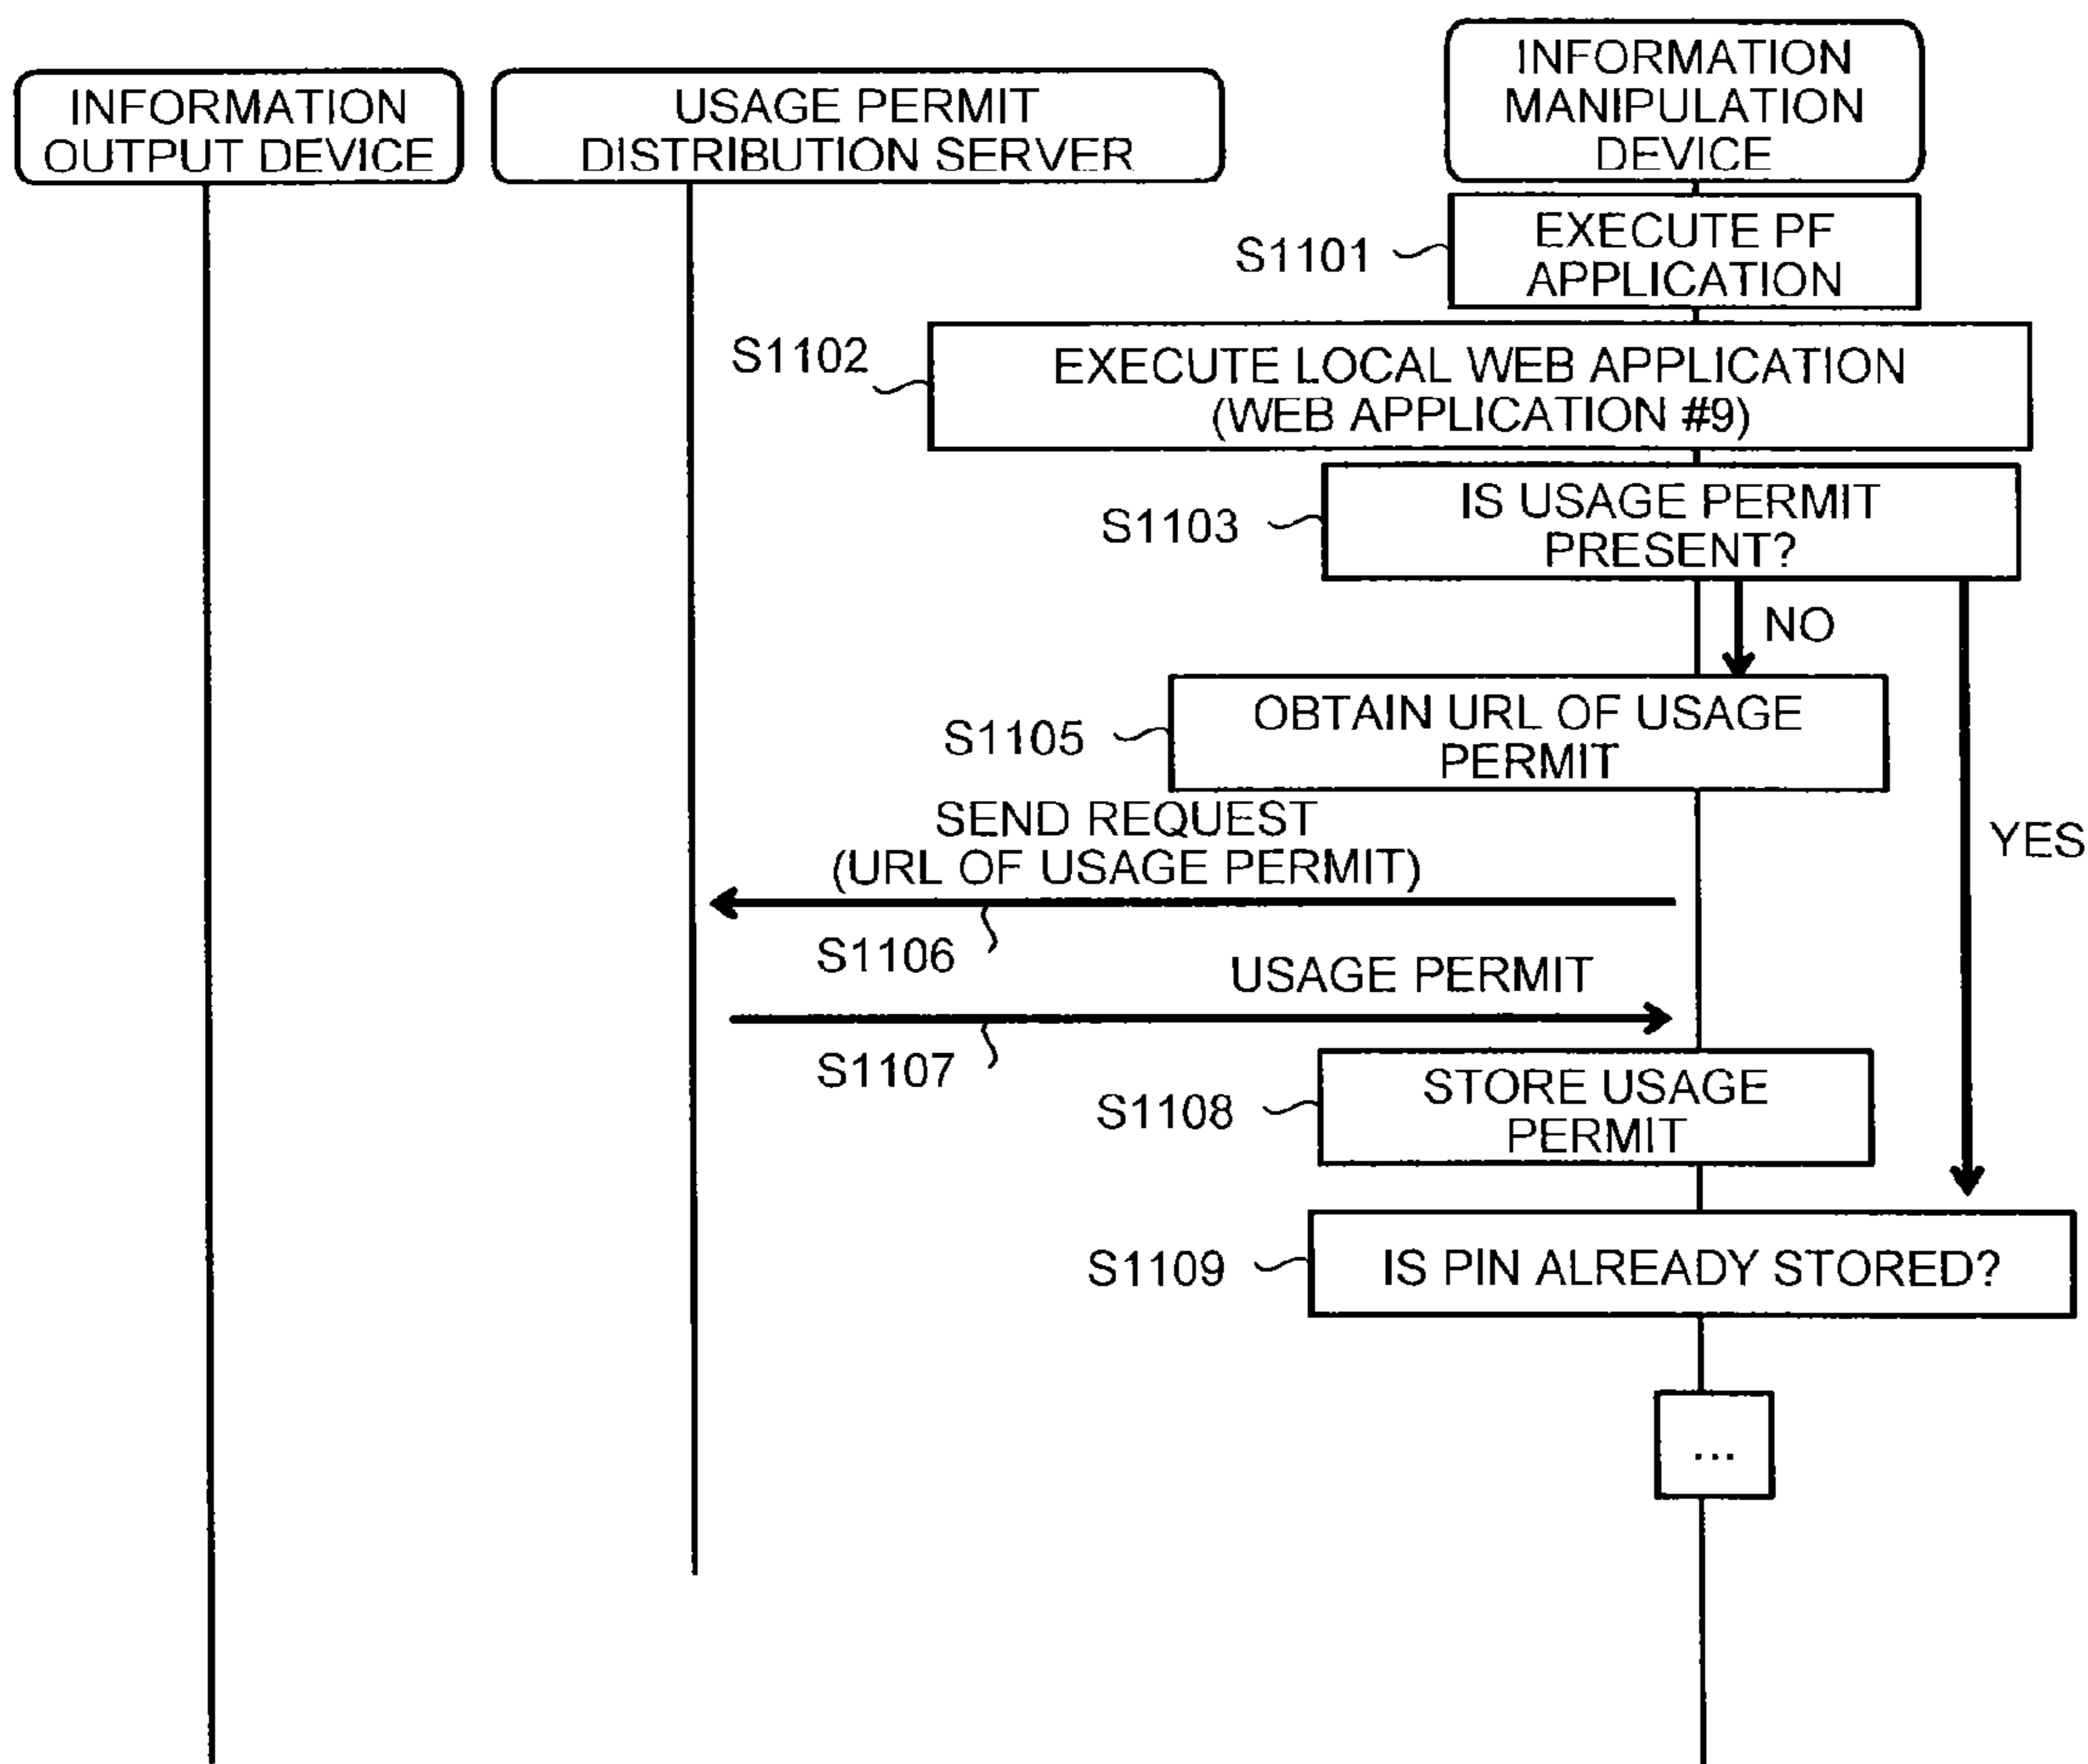 INFORMATION
OUTPUT DEVICE
USAGE PERMIT
DISTRIBUTION SERVER
INFORMATION
MANIPULATION
DEVICE
S1101
EXECUTE PF
APPLICATION
S1102
EXECUTE LOCAL WEB APPLICATION
(WEB APPLICATION #9)
S1103
IS USAGE PERMIT
PRESENT?
NO
S1105
OBTAIN URL OF USAGE
PERMIT
YES
SEND REQUEST
(URL OF USAGE PERMIT)
S1106
USAGE PERMIT
S1107
S1108
STORE USAGE
PERMIT
S1109
IS PIN ALREADY STORED?
...